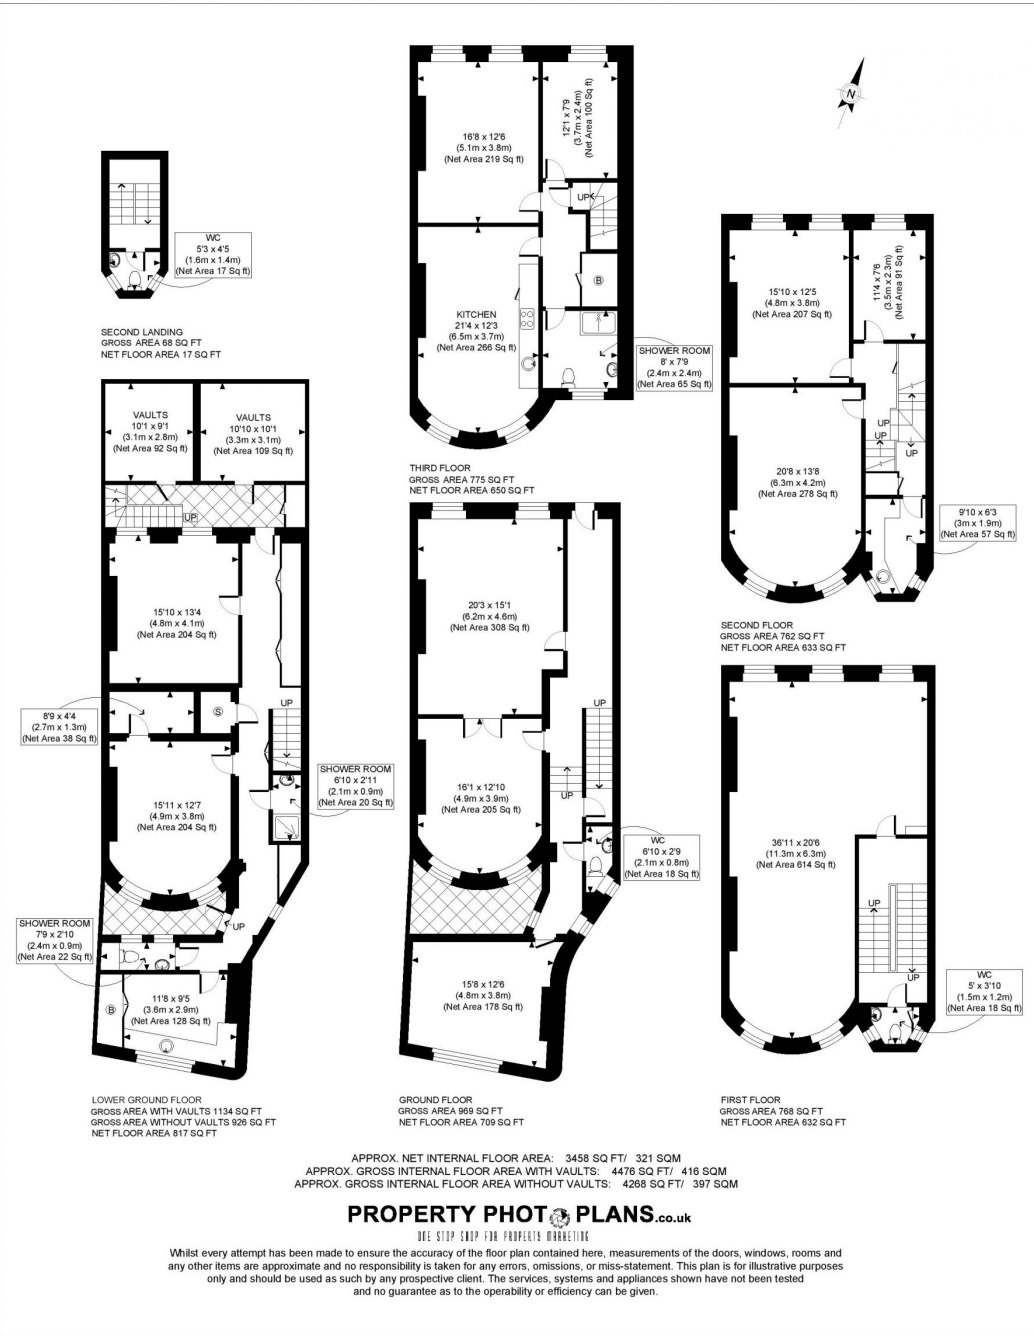 16'8 x 12'6
(5.1m x 3.8m)
(Net Area 219 Sq ft)
12'1 x 7'9
(3.7m x 2.4m)
(Net Area 100 Sq ft)
N
UP
B
KITCHEN
21'4 x 12'3
(6.5m x 3.7m)
(Net Area 266 Sq ft)
SHOWER ROOM
8' x 7'9
(2.4m x 2.4m)
(Net Area 65 Sq ft)
THIRD FLOOR
GROSS AREA 775 SQ FT
NET FLOOR AREA 650 SQ FT
WC
5'3 x 4'5
(1.6m x 1.4m)
(Net Area 17 Sq ft)
SECOND LANDING
GROSS AREA 68 SQ FT
NET FLOOR AREA 17 SQ FT
15'10 x 12'5
(4.8m x 3.8m)
(Net Area 207 Sq ft)
11'4 x 7'6
(3.5m x 2.3m)
(Net Area 91 Sq ft)
UP
UP
UP
20'8 x 13'8
(6.3m x 4.2m)
(Net Area 278 Sq ft)
9'10 x 6'3
(3m x 1.9m)
(Net Area 57 Sq ft)
SECOND FLOOR
GROSS AREA 762 SQ FT
NET FLOOR AREA 633 SQ FT
VAULTS
10'1 x 9'1
(3.1m x 2.8m)
(Net Area 92 Sq ft)
VAULTS
10'10 x 10'1
(3.3m x 3.1m)
(Net Area 109 Sq ft)
UP
15'10 x 13'4
(4.8m x 4.1m)
(Net Area 204 Sq ft)
8'9 x 4'4
(2.7m x 1.3m)
(Net Area 38 Sq ft)
S
UP
15'11 x 12'7
(4.9m x 3.8m)
(Net Area 204 Sq ft)
SHOWER ROOM
6'10 x 2'11
(2.1m x 0.9m)
(Net Area 20 Sq ft)
SHOWER ROOM
7'9 x 2'10
(2.4m x 0.9m)
(Net Area 22 Sq ft)
UP
B
11'8 x 9'5
(3.6m x 2.9m)
(Net Area 128 Sq ft)
LOWER GROUND FLOOR
GROSS AREA WITH VAULTS 1134 SQ FT
GROSS AREA WITHOUT VAULTS 926 SQ FT
NET FLOOR AREA 817 SQ FT
20'3 x 15'1
(6.2m x 4.6m)
(Net Area 308 Sq ft)
UP
16'1 x 12'10
(4.9m x 3.9m)
(Net Area 205 Sq ft)
UP
WC
6'10 x 2'9
(2.1m x 0.8m)
(Net Area 18 Sq ft)
15'8 x 12'6
(4.8m x 3.8m)
(Net Area 178 Sq ft)
GROUND FLOOR
GROSS AREA 969 SQ FT
NET FLOOR AREA 709 SQ FT
36'11 x 20'6
(11.3m x 6.3m)
(Net Area 614 Sq ft)
UP
UP
WC
5' x 3'10
(1.5m x 1.2m)
(Net Area 18 Sq ft)
FIRST FLOOR
GROSS AREA 768 SQ FT
NET FLOOR AREA 632 SQ FT
APPROX. NET INTERNAL FLOOR AREA: 3458 SQ FT/ 321 SQM
APPROX. GROSS INTERNAL FLOOR AREA WITH VAULTS: 4476 SQ FT/ 416 SQM
APPROX. GROSS INTERNAL FLOOR AREA WITHOUT VAULTS: 4268 SQ FT/ 397 SQM
PROPERTY PHOTO PLANS.co.uk
ONE STOP SHOP FOR PROPERTY MARKETING
Whilst every attempt has been made to ensure the accuracy of the floor plan contained here, measurements of the doors, windows, rooms and
any other items are approximate and no responsibility is taken for any errors, omissions, or miss-statement. This plan is for illustrative purposes
only and should be used as such by any prospective client. The services, systems and appliances shown have not been tested
and no guarantee as to the operability or efficiency can be given.